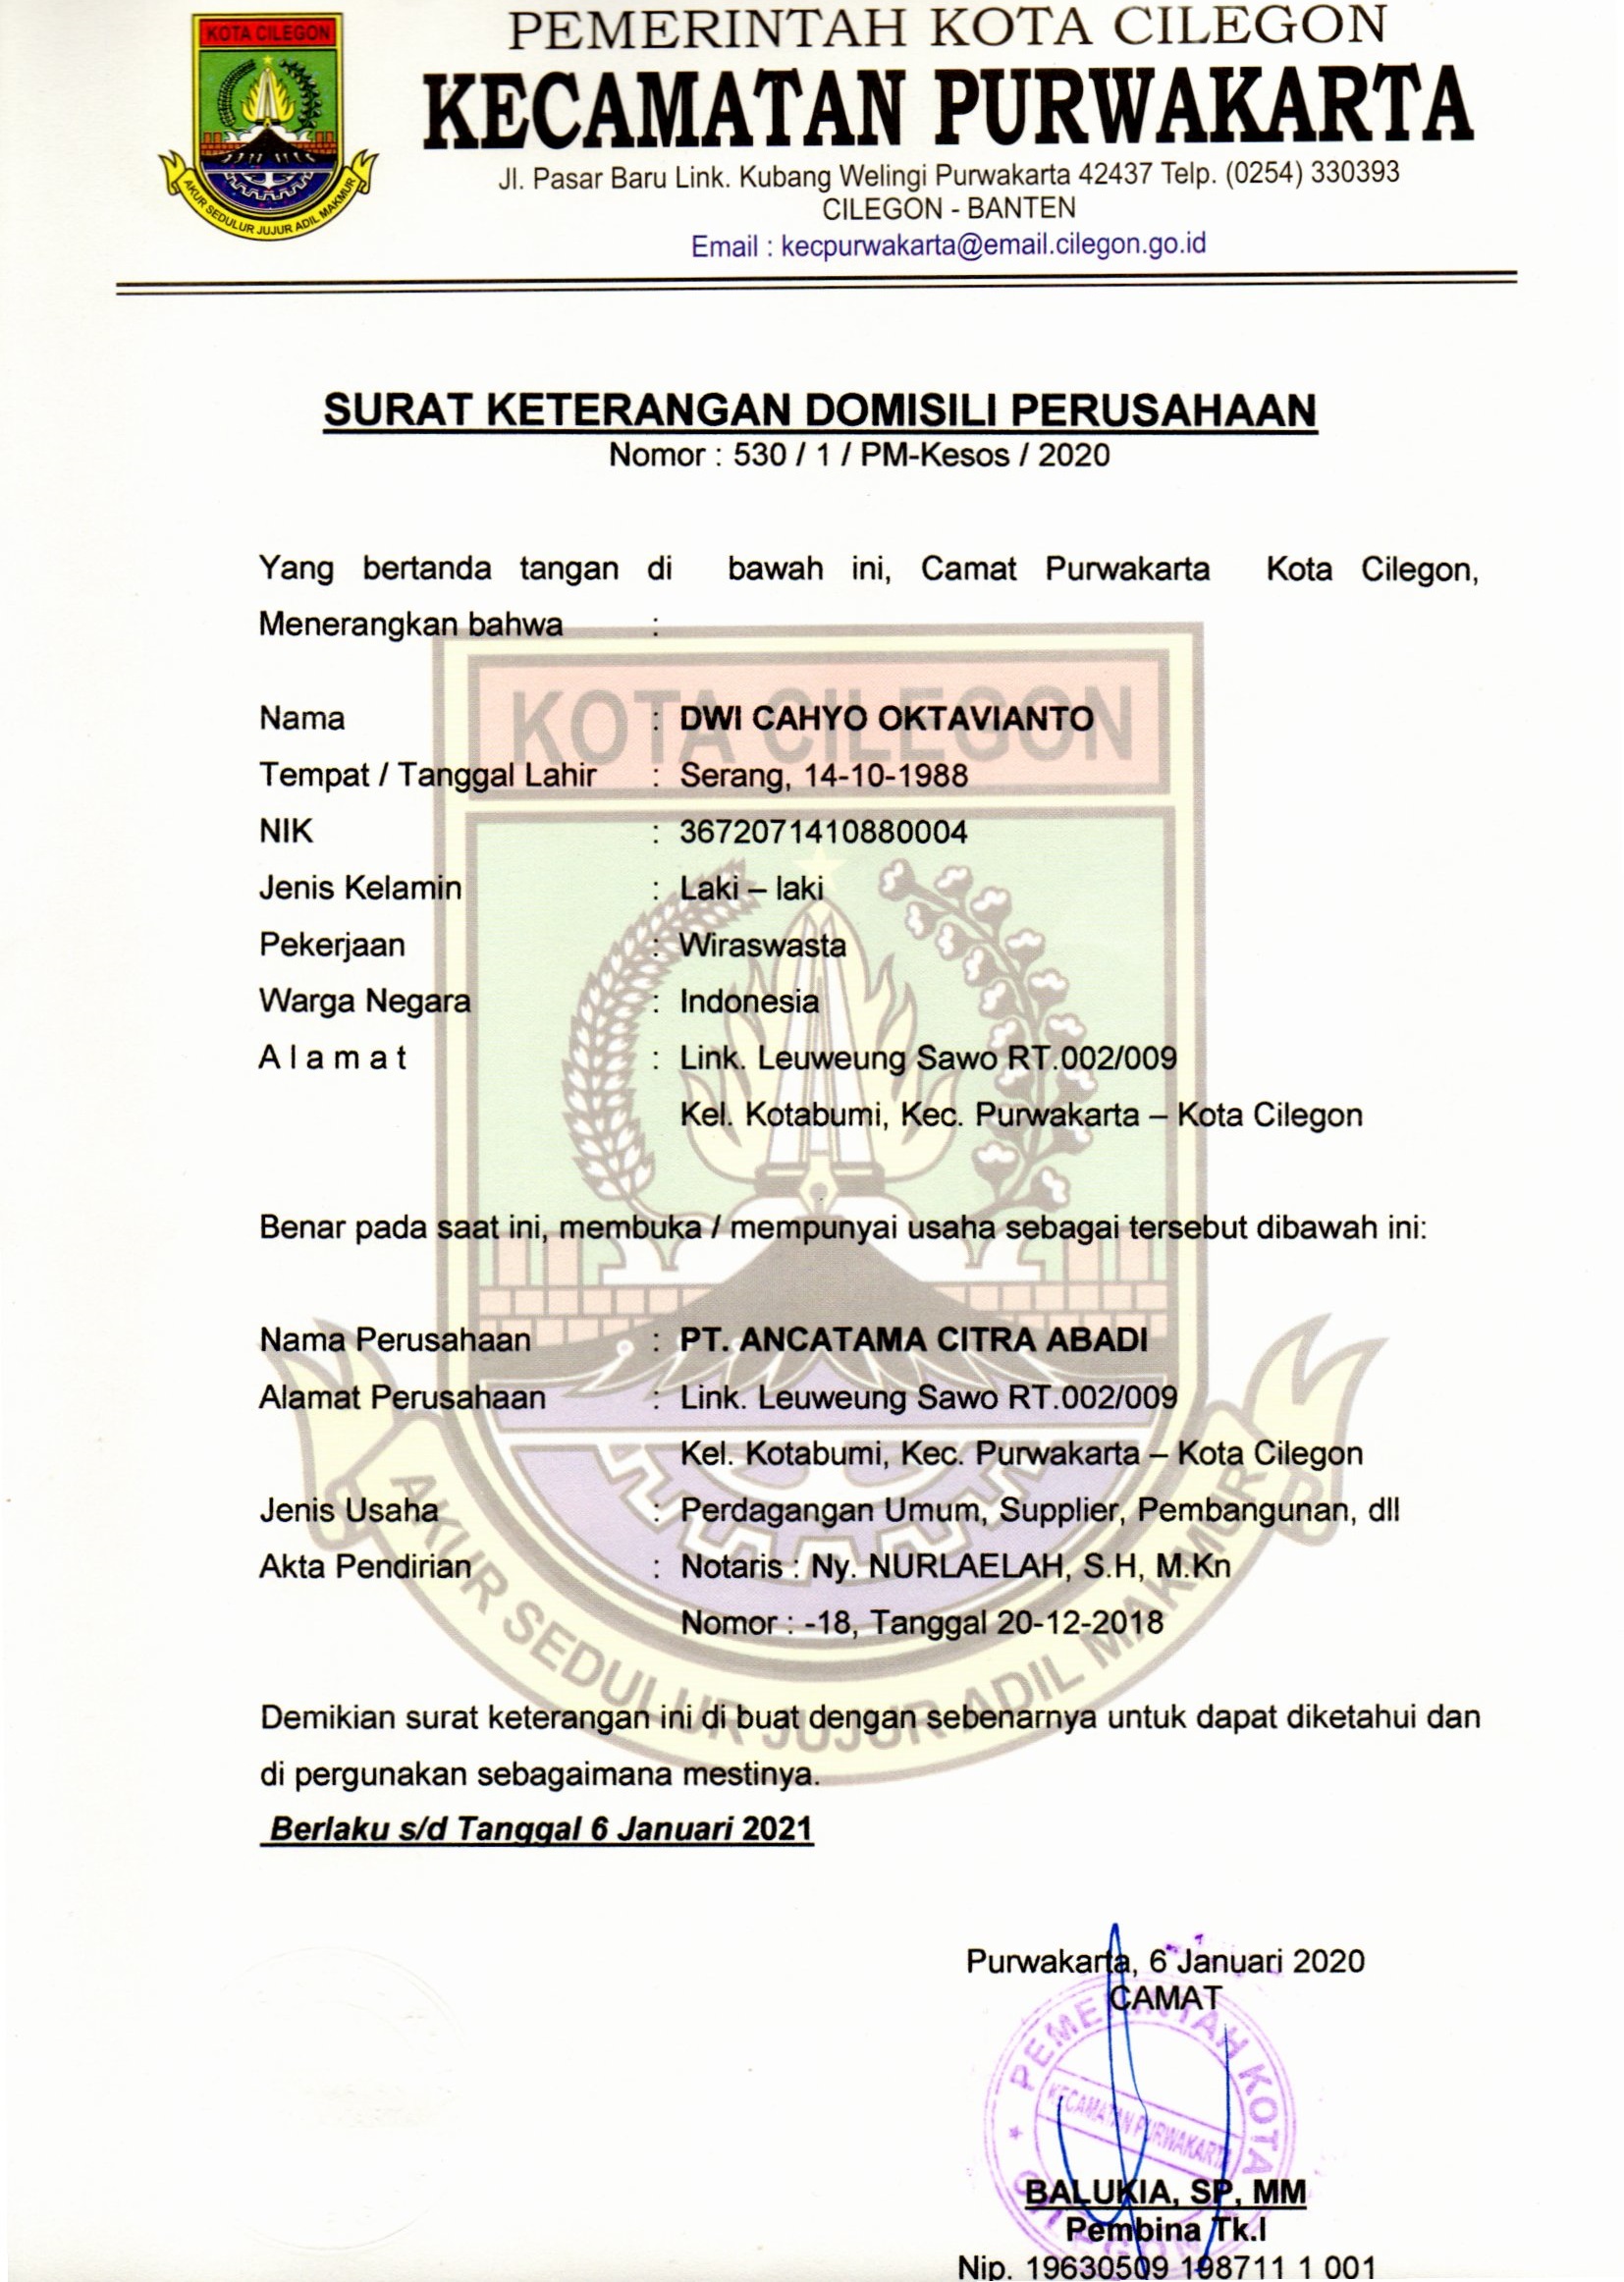 KOTA CILEGON
AKUR SEDULUR JUJUR ADIL MAKMUR
PEMERINTAH KOTA CILEGON
KECAMATAN PURWAKARTA
Jl. Pasar Baru Link. Kubang Welingi Purwakarta 42437 Telp. (0254) 330393
CILEGON - BANTEN
Email : kecpurwakarta@email.cilegon.go.id
SURAT KETERANGAN DOMISILI PERUSAHAAN
Nomor : 530 / 1 / PM-Kesos / 2020
Yang bertanda tangan di bawah ini, Camat Purwakarta Kota Cilegon,
Menerangkan bahwa :
KOTA CILEGON
Nama : DWI CAHYO OKTAVIANTO
Tempat / Tanggal Lahir : Serang, 14-10-1988
NIK : 3672071410880004
Jenis Kelamin : Laki – laki
Pekerjaan : Wiraswasta
Warga Negara : Indonesia
A l a m a t : Link. Leuweung Sawo RT.002/009
Kel. Kotabumi, Kec. Purwakarta – Kota Cilegon
Benar pada saat ini, membuka / mempunyai usaha sebagai tersebut dibawah ini:
Nama Perusahaan : PT. ANCATAMA CITRA ABADI
Alamat Perusahaan : Link. Leuweung Sawo RT.002/009
Kel. Kotabumi, Kec. Purwakarta – Kota Cilegon
Jenis Usaha : Perdagangan Umum, Supplier, Pembangunan, dll
Akta Pendirian : Notaris : Ny. NURLAELAH, S.H, M.Kn
Nomor : -18, Tanggal 20-12-2018
AKUR SEDULUR JUJUR ADIL MAKMUR
Demikian surat keterangan ini di buat dengan sebenarnya untuk dapat diketahui dan
di pergunakan sebagaimana mestinya.
Berlaku s/d Tanggal 6 Januari 2021
Purwakarta, 6 Januari 2020
CAMAT
PEMERINTAH KOTA
KECAMATAN PURWAKARTA
CILEGON
BALUKIA, SP, MM
Pembina Tk.I
Nip. 19630509 198711 1 001